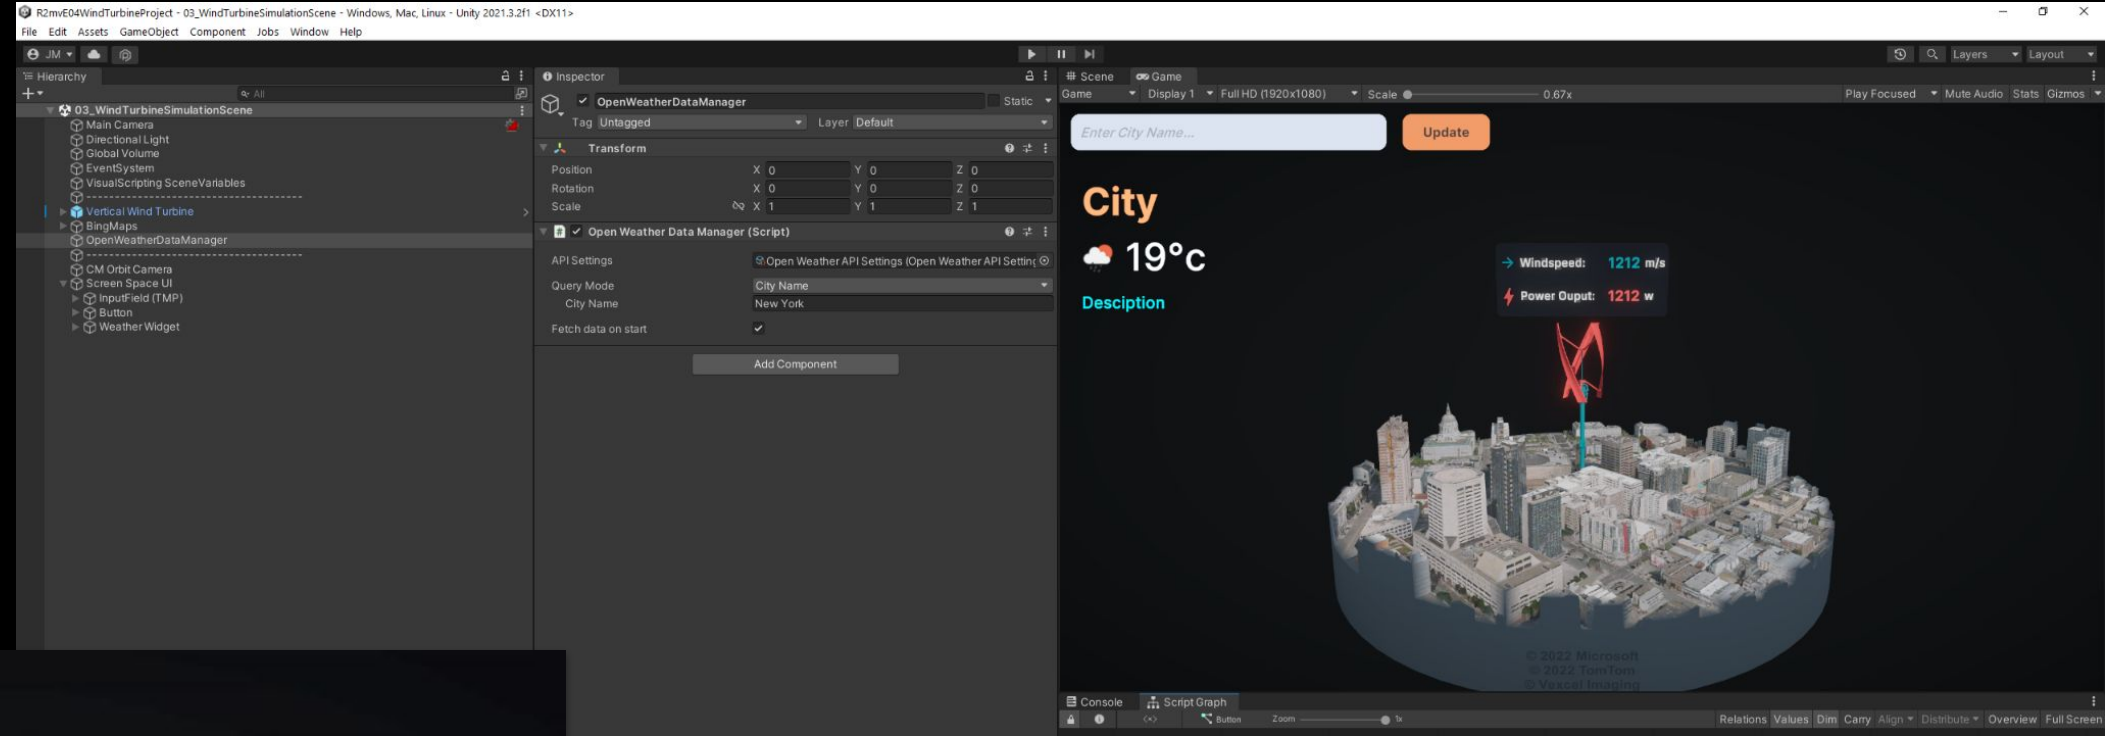 R2mvE04WindTurbineProject - 03_WindTurbineSimulationScene - Windows, Mac, Linux - Unity 2021.3.2f1 <DX11>
File Edit Assets GameObject Component Jobs Window Help
JM
Layers Layout
Hierarchy
All
03_WindTurbineSimulationScene
Main Camera
Directional Light
Global Volume
EventSystem
VisualScripting SceneVariables
--------------------------------
Vertical Wind Turbine
BingMaps
OpenWeatherDataManager
--------------------------------
CM Orbit Camera
Screen Space UI
InputField (TMP)
Button
Weather Widget
Inspector
OpenWeatherDataManager Static
Tag Untagged Layer Default
Transform
Position X 0 Y 0 Z 0
Rotation X 0 Y 0 Z 0
Scale X 1 Y 1 Z 1
Open Weather Data Manager (Script)
API Settings Open Weather API Settings (Open Weather API Setting
Query Mode City Name
City Name New York
Fetch data on start
Add Component
Scene Game
Game Display 1 Full HD (1920x1080) Scale 0.67x Play Focused Mute Audio Stats Gizmos
Enter City Name... Update
City
19°c
Desciption
Windspeed: 1212 m/s
Power Ouput: 1212 w
© 2022 Microsoft
© 2022 TomTom
© Vexcel Imaging
Console Script Graph
<x> Button Zoom 1x Relations Values Dim Carry Align Distribute Overview Full Screen